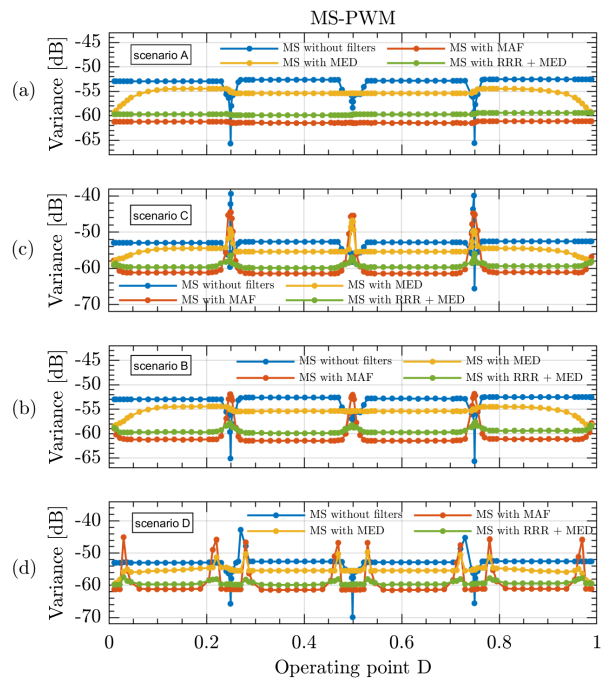 MS-PWM
(a)
Variance [dB]
-45
-50
-55
-60
-65
scenario A
MS without filters
MS with MAF
MS with MED
MS with RRR + MED
(c)
Variance [dB]
-40
-50
-60
-70
scenario C
MS without filters
MS with MED
MS with MAF
MS with RRR + MED
(b)
Variance [dB]
-45
-50
-55
-60
-65
scenario B
MS without filters
MS with MED
MS with MAF
MS with RRR + MED
(d)
Variance [dB]
-40
-50
-60
-70
scenario D
MS without filters
MS with MAF
MS with MED
MS with RRR + MED
0 0.2 0.4 0.6 0.8 1
Operating point D